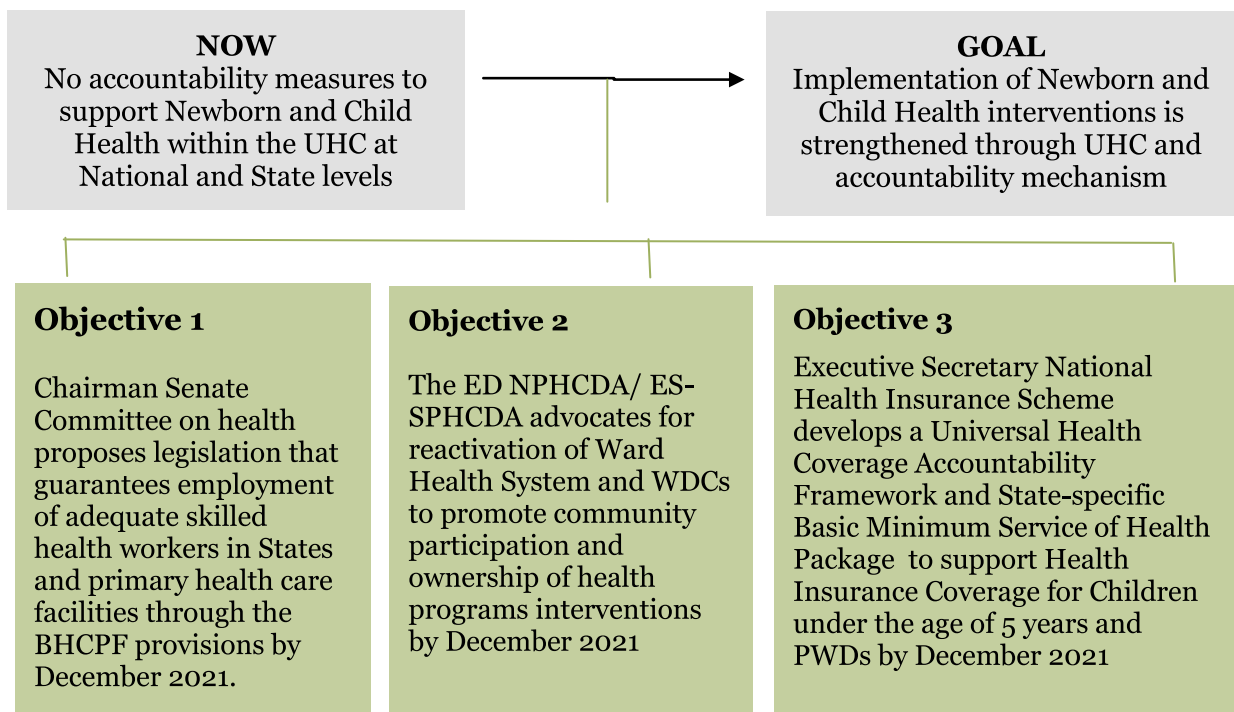 NOW
No accountability measures to
support Newborn and Child
Health within the UHC at
National and State levels
GOAL
Implementation of Newborn and
Child Health interventions is
strengthened through UHC and
accountability mechanism
Objective 1
Chairman Senate
Committee on health
proposes legislation that
guarantees employment
of adequate skilled
health workers in States
and primary health care
facilities through the
BHCPF provisions by
December 2021.
Objective 2
The ED NPHCDA/ ES-
SPHCDA advocates for
reactivation of Ward
Health System and WDCs
to promote community
participation and
ownership of health
programs interventions
by December 2021
Objective 3
Executive Secretary National
Health Insurance Scheme
develops a Universal Health
Coverage Accountability
Framework and State-specific
Basic Minimum Service of Health
Package  to support Health
Insurance Coverage for Children
under the age of 5 years and
PWDs by December 2021